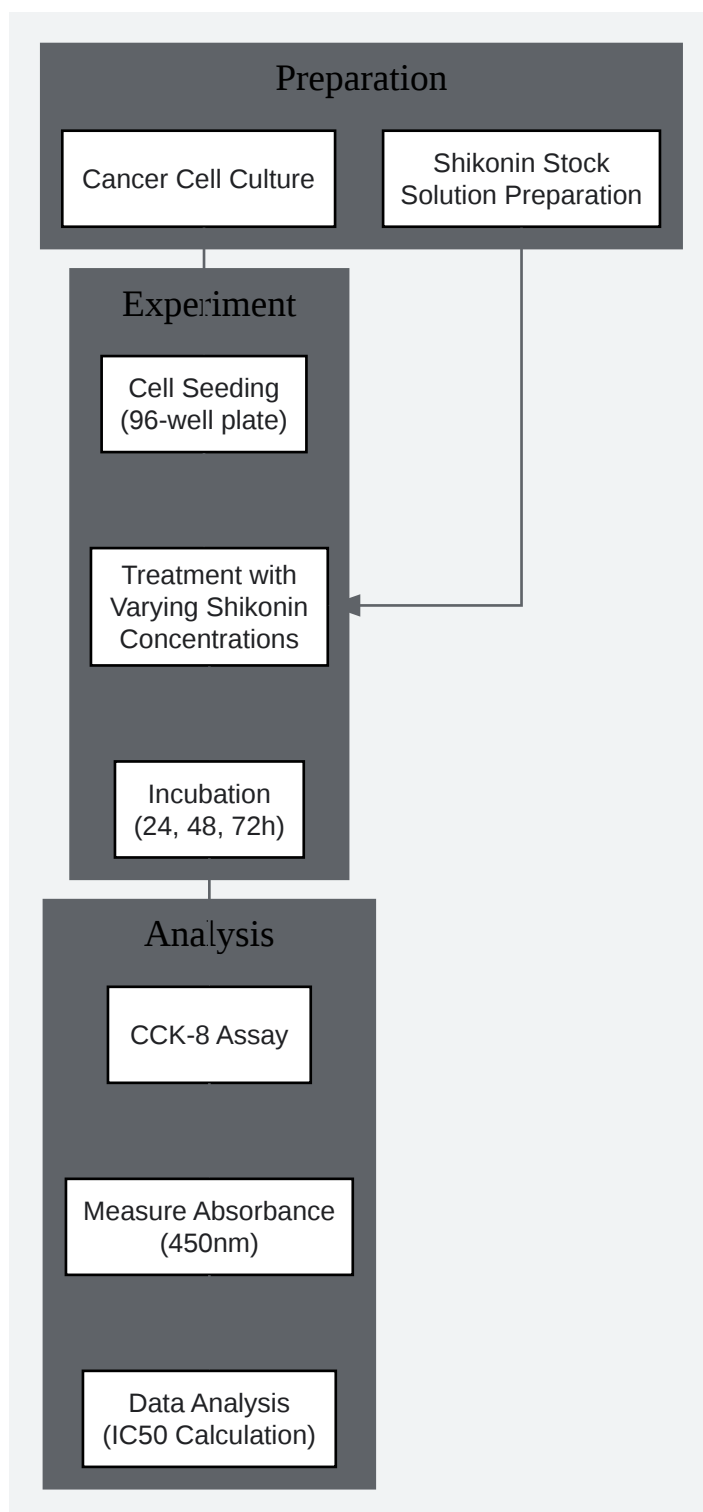 Preparation
Cancer Cell Culture
Shikonin Stock
Solution Preparation
Experiment
Cell Seeding
(96-well plate)
Treatment with
Varying Shikonin
Concentrations
Incubation
(24, 48, 72h)
Analysis
CCK-8 Assay
Measure Absorbance
(450nm)
Data Analysis
(IC50 Calculation)